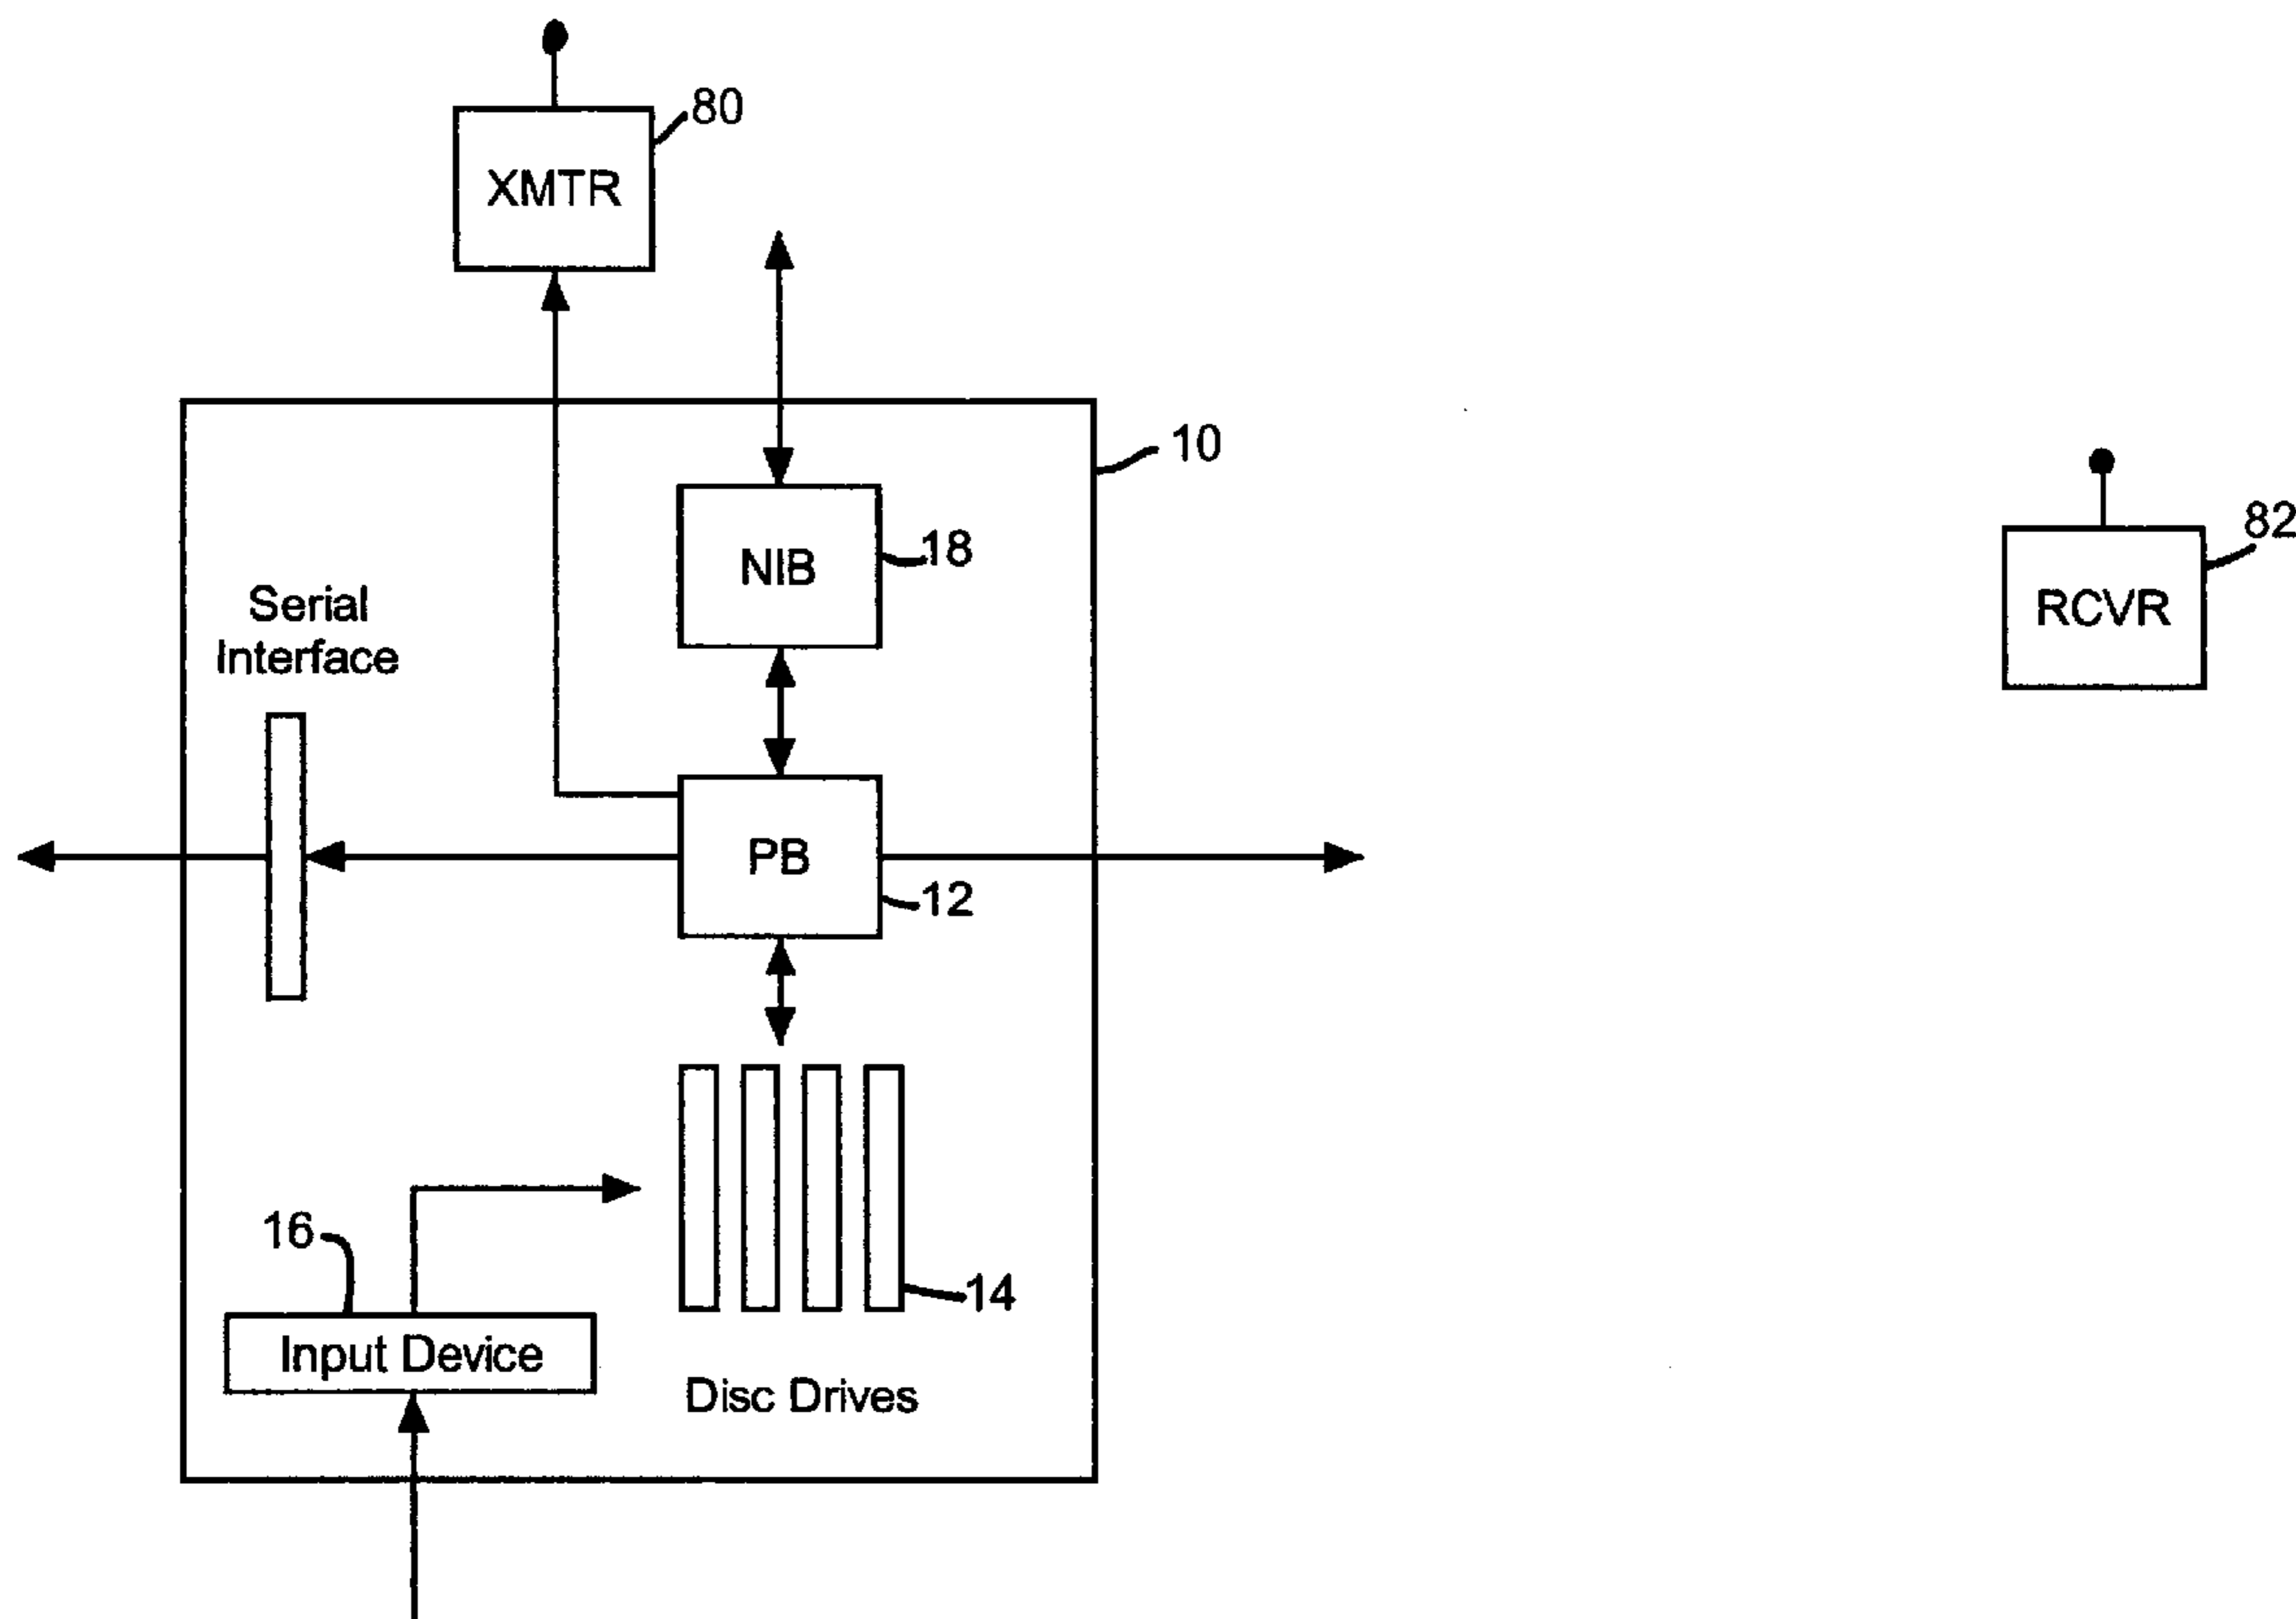 80
XMTR
10
18
NIB
82
RCVR
Serial
Interface
PB
12
16
14
Input Device
Disc Drives